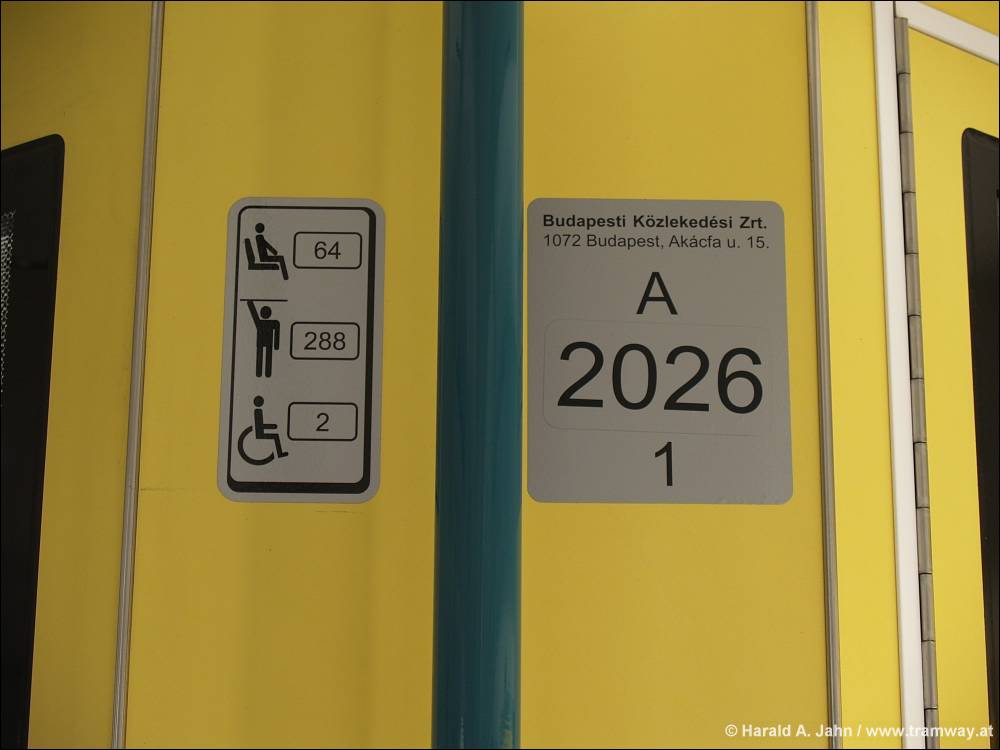 64
288
2
Budapesti Közlekedési Zrt.
1072 Budapest, Akácfa u. 15.
A
2026
1
© Harald A. Jahn / www.tramway.at